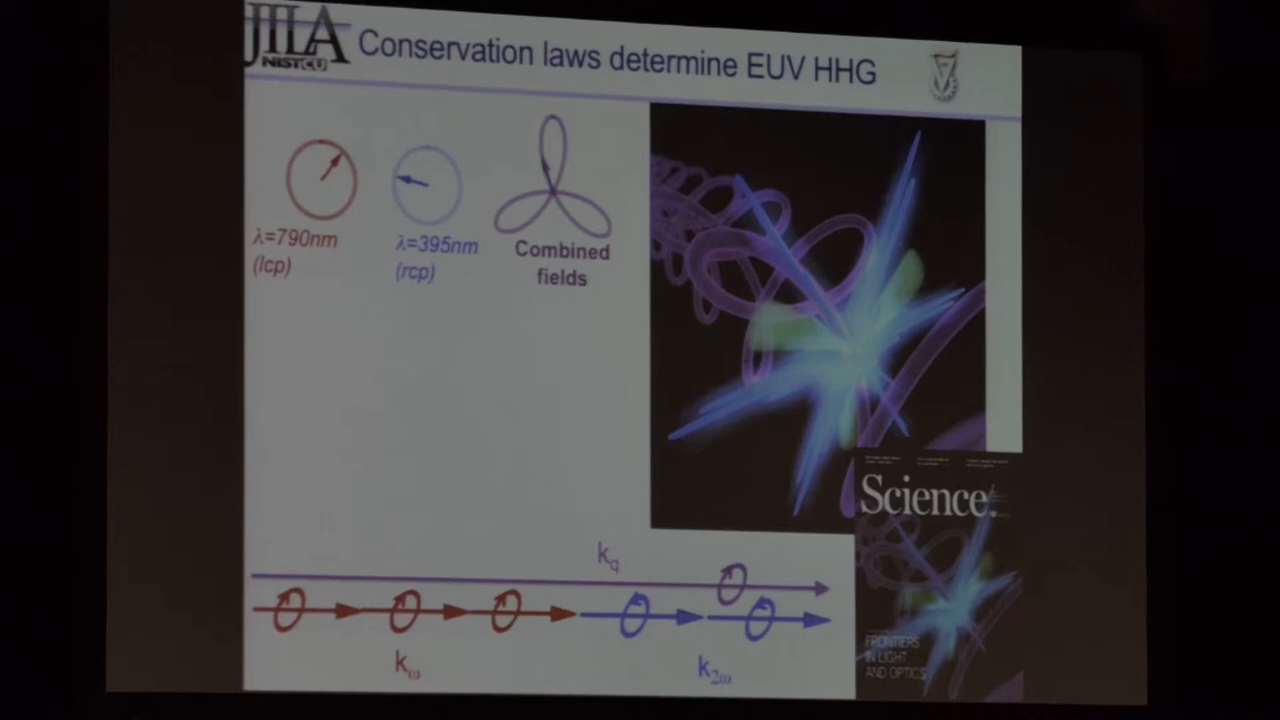 JILA
NIST CU
Conservation laws determine EUV HHG
λ=790nm
(lcp)
λ=395nm
(rcp)
Combined
fields
Science
kq
kω
k2ω
FRONTIERS
IN LIGHT
AND OPTICS